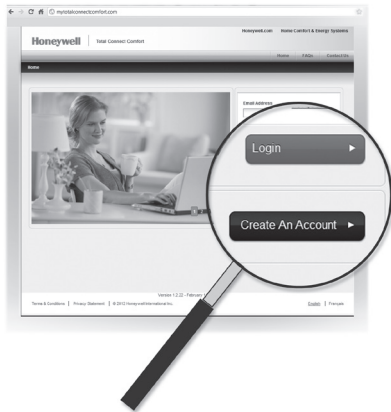 mytotalconnectcomfort.com
Honeywell.com Home Comfort & Energy Systems
Honeywell Total Connect Comfort
Home FAQs Contact Us
Home
Email Address
Login
Create An Account
Version 1.2.22 - February
Terms & Conditions | Privacy Statement | © 2012 Honeywell International Inc. English | Français